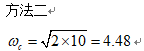 方法二
ω_c = √(2×10) = 4.48